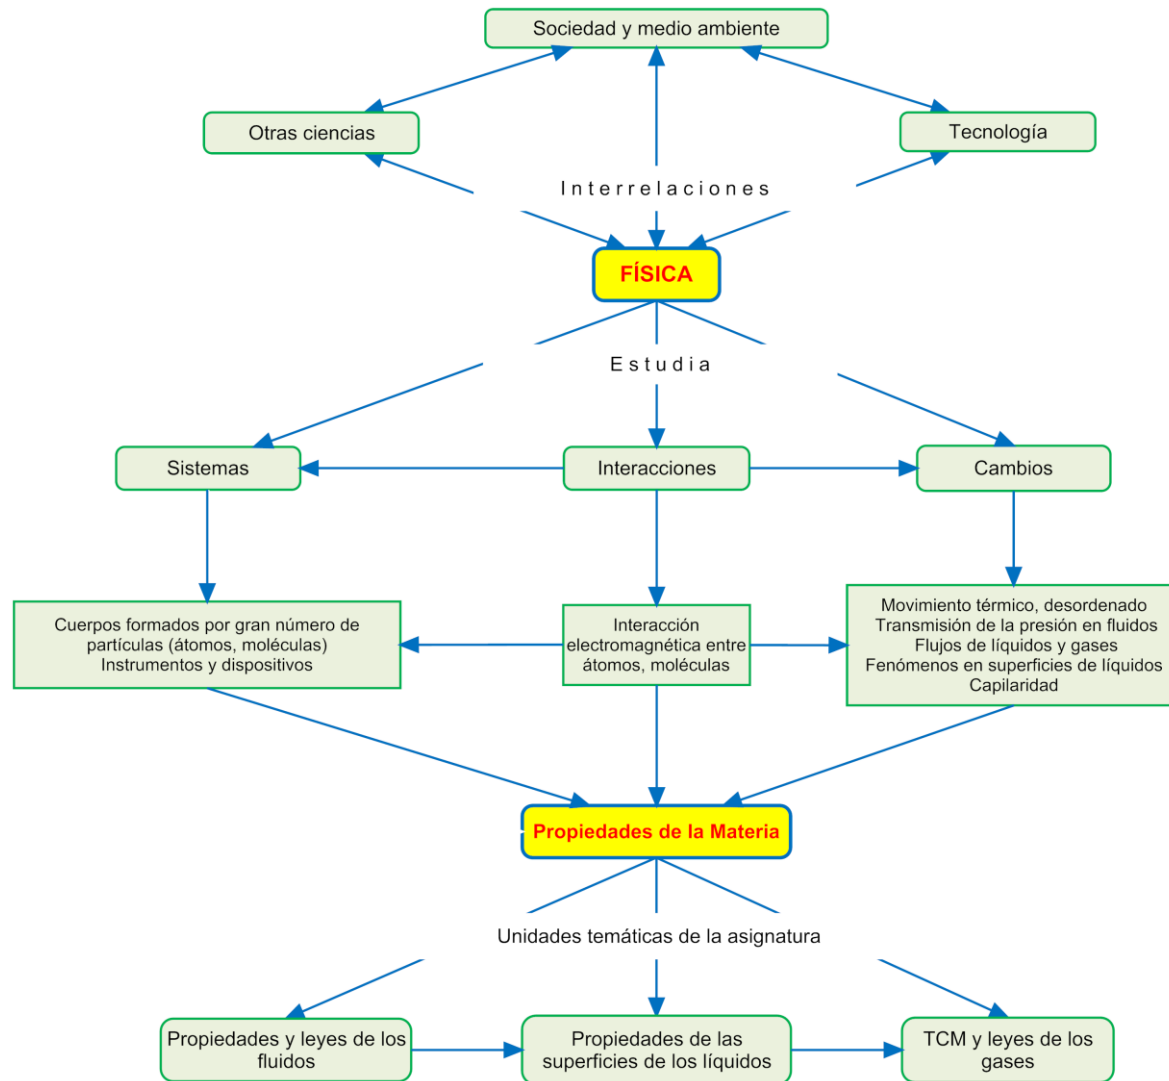 Sociedad y medio ambiente
Otras ciencias
Tecnología
Interrelaciones
FÍSICA
Estudia
Sistemas
Interacciones
Cambios
Cuerpos formados por gran número de
partículas (átomos, moléculas)
Instrumentos y dispositivos
Interacción
electromagnética entre
átomos, moléculas
Movimiento térmico, desordenado
Transmisión de la presión en fluidos
Flujos de líquidos y gases
Fenómenos en superficies de líquidos
Capilaridad
Propiedades de la Materia
Unidades temáticas de la asignatura
Propiedades y leyes de los
fluidos
Propiedades de las
superficies de los líquidos
TCM y leyes de los
gases